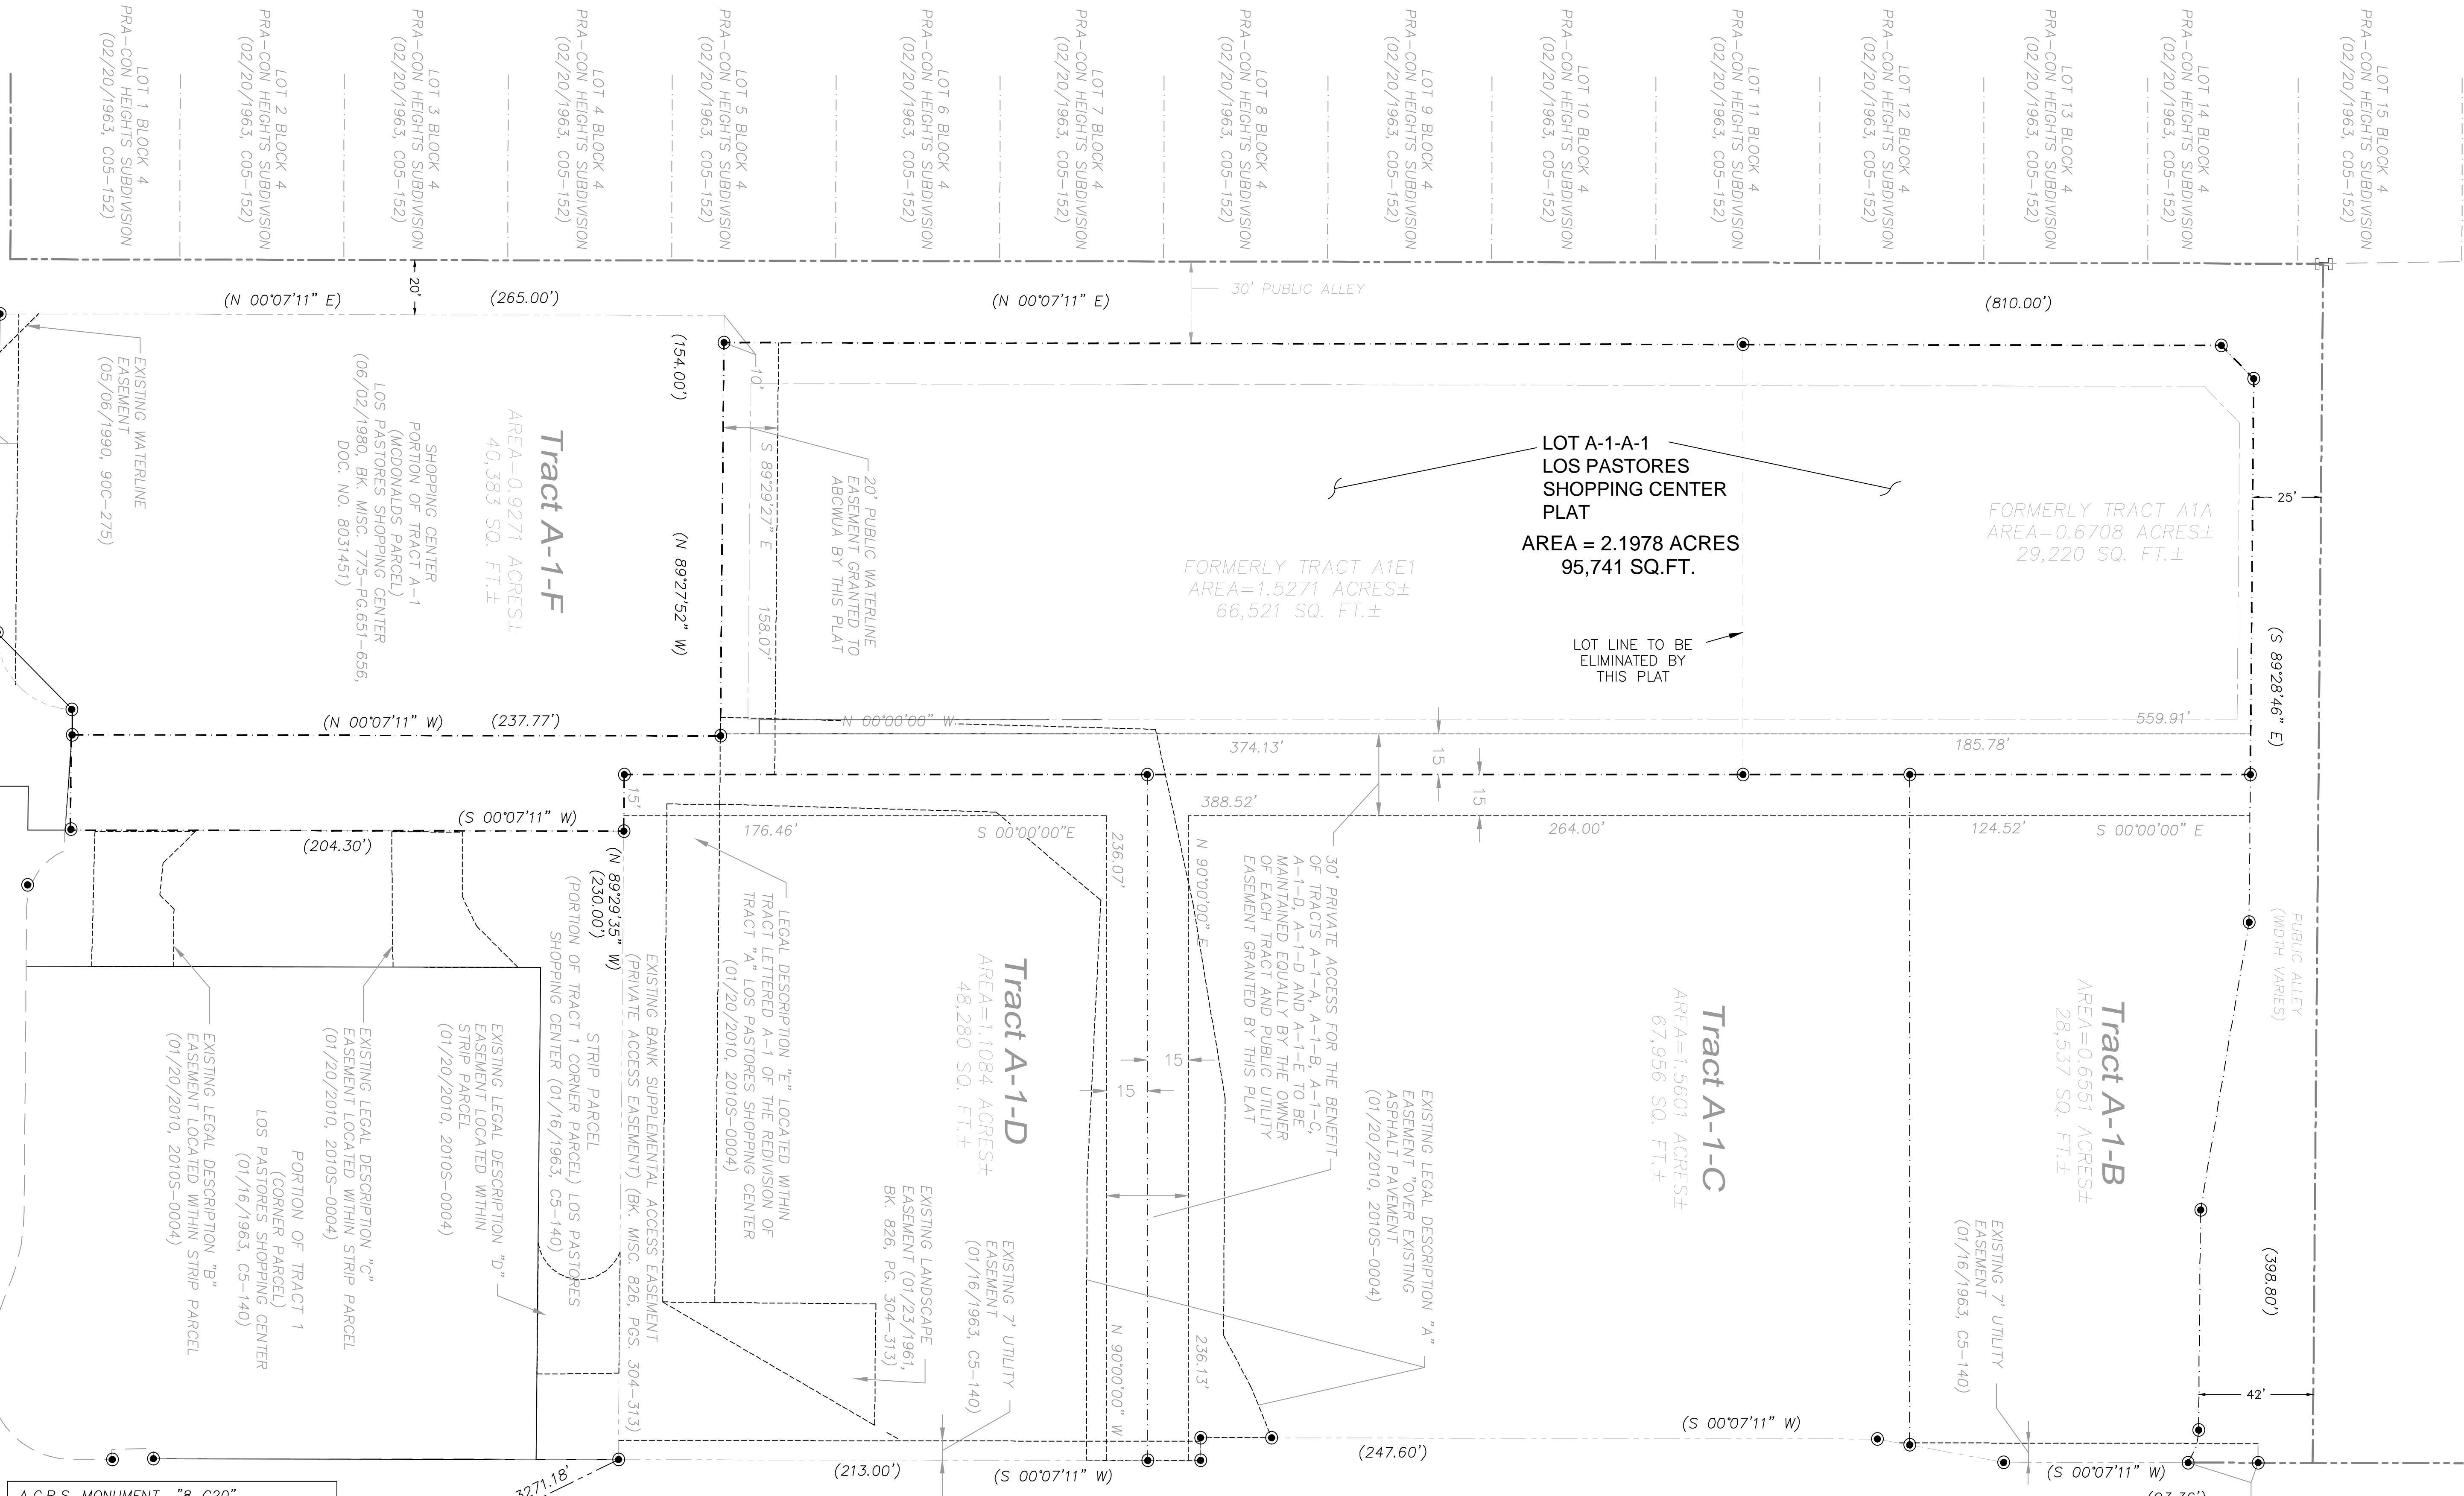 LOT 1 BLOCK 4
PRA-CON HEIGHTS SUBDIVISION
(02/20/1963, C05-152)
LOT 2 BLOCK 4
PRA-CON HEIGHTS SUBDIVISION
(02/20/1963, C05-152)
LOT 3 BLOCK 4
PRA-CON HEIGHTS SUBDIVISION
(02/20/1963, C05-152)
LOT 4 BLOCK 4
PRA-CON HEIGHTS SUBDIVISION
(02/20/1963, C05-152)
LOT 5 BLOCK 4
PRA-CON HEIGHTS SUBDIVISION
(02/20/1963, C05-152)
LOT 6 BLOCK 4
PRA-CON HEIGHTS SUBDIVISION
(02/20/1963, C05-152)
LOT 7 BLOCK 4
PRA-CON HEIGHTS SUBDIVISION
(02/20/1963, C05-152)
LOT 8 BLOCK 4
PRA-CON HEIGHTS SUBDIVISION
(02/20/1963, C05-152)
LOT 9 BLOCK 4
PRA-CON HEIGHTS SUBDIVISION
(02/20/1963, C05-152)
LOT 10 BLOCK 4
PRA-CON HEIGHTS SUBDIVISION
(02/20/1963, C05-152)
LOT 11 BLOCK 4
PRA-CON HEIGHTS SUBDIVISION
(02/20/1963, C05-152)
LOT 12 BLOCK 4
PRA-CON HEIGHTS SUBDIVISION
(02/20/1963, C05-152)
LOT 13 BLOCK 4
PRA-CON HEIGHTS SUBDIVISION
(02/20/1963, C05-152)
LOT 14 BLOCK 4
PRA-CON HEIGHTS SUBDIVISION
(02/20/1963, C05-152)
LOT 15 BLOCK 4
PRA-CON HEIGHTS SUBDIVISION
(02/20/1963, C05-152)
(N 00°07'11" E)
(265.00')
20'
(N 00°07'11" E)
30' PUBLIC ALLEY
(810.00')
EXISTING WATERLINE
EASEMENT
(05/06/1990, 90C-275)
SHOPPING CENTER
PORTION OF TRACT A-1
(MCDONALDS PARCEL)
LOS PASTORES SHOPPING CENTER
(06/02/1980, BK. MISC. 775-PG.651-656,
DOC. NO. 8031451)
Tract A-1-F
AREA=0.9271 ACRES±
40,383 SQ. FT.±
(154.00')
(N 89°27'52" W)
10'
S 89°29'27" E
158.07'
20' PUBLIC WATERLINE
EASEMENT GRANTED TO
ABCWUA BY THIS PLAT
LOT A-1-A-1
LOS PASTORES
SHOPPING CENTER
PLAT
AREA = 2.1978 ACRES
95,741 SQ.FT.
FORMERLY TRACT A1E1
AREA=1.5271 ACRES±
66,521 SQ. FT.±
FORMERLY TRACT A1A
AREA=0.6708 ACRES±
29,220 SQ. FT.±
LOT LINE TO BE
ELIMINATED BY
THIS PLAT
25'
(S 89°28'46" E)
(N 00°07'11" W)
(237.77')
N 00°00'00" W
559.91'
374.13'
15
185.78'
15'
388.52'
15
(S 00°07'11" W)
(204.30')
176.46'
S 00°00'00"E
264.00'
124.52'
S 00°00'00" E
(N 89°29'35" W)
(230.00')
236.07'
N 90°00'00" E
30' PRIVATE ACCESS FOR THE BENEFIT
OF TRACTS A-1-A, A-1-B, A-1-C,
A-1-D, A-1-D AND A-1-E TO BE
MAINTAINED EQUALLY BY THE OWNER
OF EACH TRACT AND PUBLIC UTILITY
EASEMENT GRANTED BY THIS PLAT
LEGAL DESCRIPTION "E" LOCATED WITHIN
TRACT LETTERED A-1 OF THE REDIVISION OF
TRACT "A" LOS PASTORES SHOPPING CENTER
(01/20/2010, 2010S-0004)
EXISTING BANK SUPPLEMENTAL ACCESS EASEMENT
(PRIVATE ACCESS EASEMENT) (BK. MISC. 826, PGS. 304-313)
STRIP PARCEL
(PORTION OF TRACT 1 CORNER PARCEL) LOS PASTORES
SHOPPING CENTER (01/16/1963, C5-140)
EXISTING LEGAL DESCRIPTION "D"
EASEMENT LOCATED WITHIN
STRIP PARCEL
(01/20/2010, 2010S-0004)
EXISTING LEGAL DESCRIPTION "C"
EASEMENT LOCATED WITHIN STRIP PARCEL
(01/20/2010, 2010S-0004)
PORTION OF TRACT 1
(CORNER PARCEL)
LOS PASTORES SHOPPING CENTER
(01/16/1963, C5-140)
EXISTING LEGAL DESCRIPTION "B"
EASEMENT LOCATED WITHIN STRIP PARCEL
(01/20/2010, 2010S-0004)
Tract A-1-D
AREA=1.1084 ACRES±
48,280 SQ. FT.±
15
15
Tract A-1-C
AREA=1.5601 ACRES±
67,956 SQ. FT.±
Tract A-1-B
AREA=0.6551 ACRES±
28,537 SQ. FT.±
PUBLIC ALLEY
(WIDTH VARIES)
EXISTING LEGAL DESCRIPTION "A"
EASEMENT "OVER EXISTING
ASPHALT PAVEMENT
(01/20/2010, 2010S-0004)
EXISTING LANDSCAPE
EASEMENT (01/23/1961,
BK. 826, PG. 304-313)
EXISTING 7' UTILITY
EASEMENT
(01/16/1963, C5-140)
EXISTING 7' UTILITY
EASEMENT
(01/16/1963, C5-140)
N 90°00'00" W
236.13'
(398.80')
42'
(S 00°07'11" W)
(247.60')
(213.00')
(S 00°07'11" W)
(S 00°07'11" W)
3271.18'
A.C.R.S. MONUMENT "8-G20"